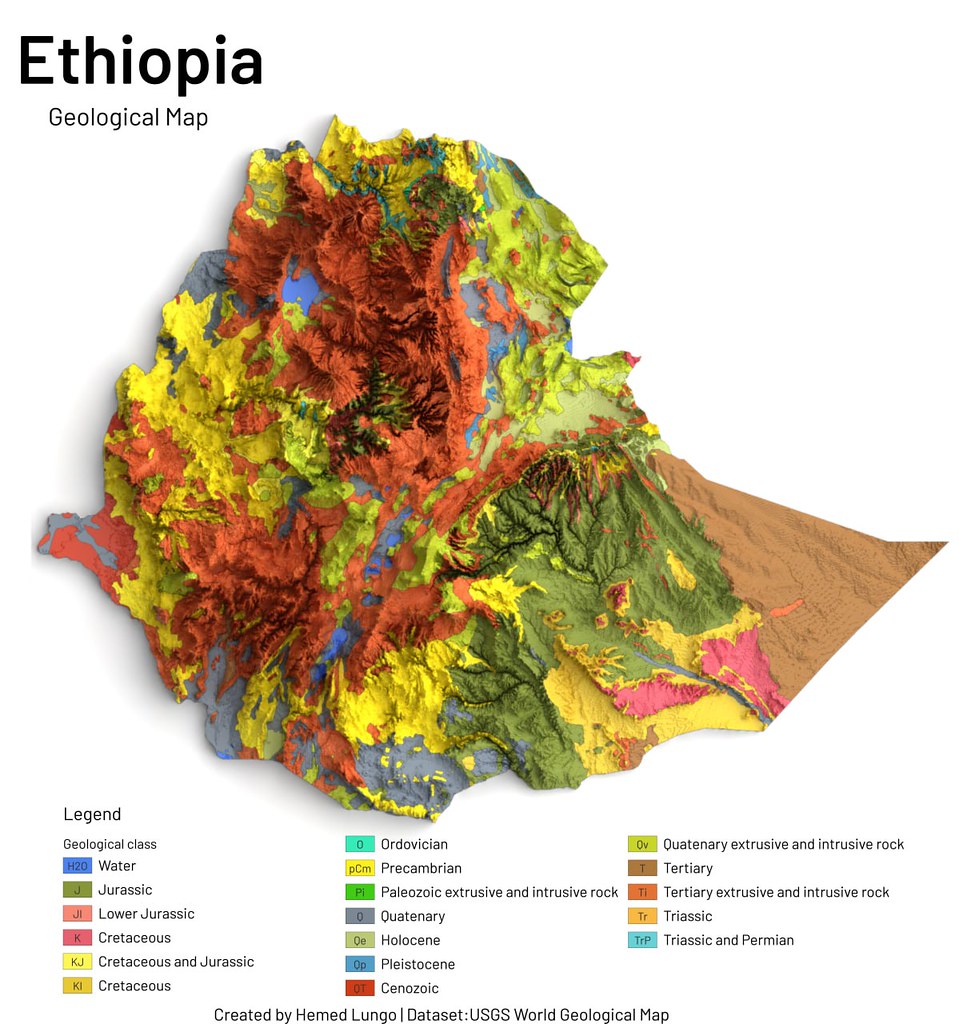 Ethiopia
Geological Map
Legend
Geological class
H2O Water
J Jurassic
Jl Lower Jurassic
K Cretaceous
KJ Cretaceous and Jurassic
Kl Cretaceous
O Ordovician
pCm Precambrian
Pi Paleozoic extrusive and intrusive rock
Q Quatenary
Qe Holocene
Qp Pleistocene
QT Cenozoic
Qv Quatenary extrusive and intrusive rock
T Tertiary
Ti Tertiary extrusive and intrusive rock
Tr Triassic
TrP Triassic and Permian
Created by Hemed Lungo | Dataset:USGS World Geological Map